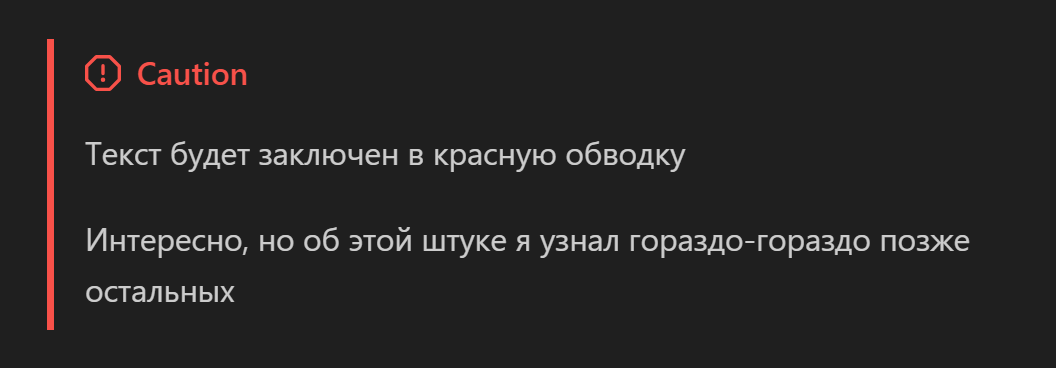 Caution
Текст будет заключен в красную обводку
Интересно, но об этой штуке я узнал гораздо-гораздо позже
остальных